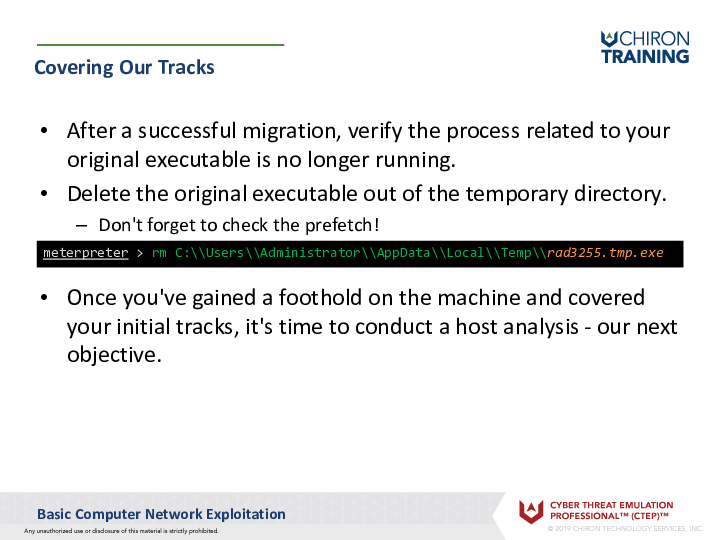 CHIRON
TRAINING
Covering Our Tracks
• After a successful migration, verify the process related to your
original executable is no longer running.
• Delete the original executable out of the temporary directory.
– Don't forget to check the prefetch!
meterpreter > rm C:\\Users\\Administrator\\AppData\\Local\\Temp\\rad3255.tmp.exe
• Once you've gained a foothold on the machine and covered
your initial tracks, it's time to conduct a host analysis - our next
objective.
Basic Computer Network Exploitation
Any unauthorized use or disclosure of this material is strictly prohibited.
CYBER THREAT EMULATION
PROFESSIONAL™ (CTEP)™
© 2019 CHIRON TECHNOLOGY SERVICES, INC.